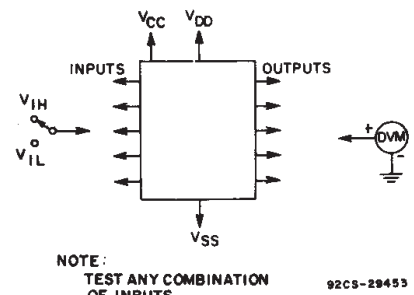 VCC VDD
INPUTS OUTPUTS
VIH
VIL
+
DVM
-
VSS
NOTE:
TEST ANY COMBINATION
OF INPUTS
92CS-29453